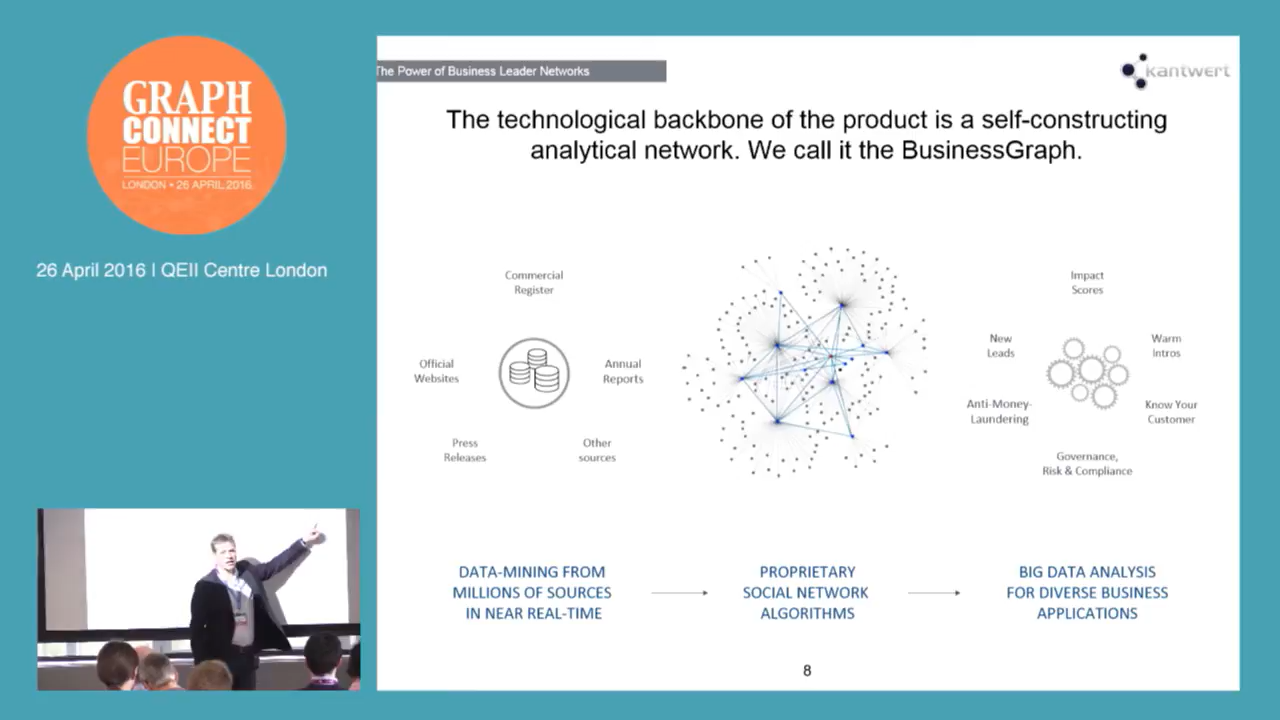 GRAPH
CONNECT
EUROPE
LONDON • 26 APRIL 2016
26 April 2016 | QEII Centre London
The Power of Business Leader Networks
kantwert
The technological backbone of the product is a self-constructing
analytical network. We call it the BusinessGraph.
Commercial
Register
Official
Websites
Annual
Reports
Press
Releases
Other
sources
Impact
Scores
New
Leads
Warm
Intros
Anti-Money-
Laundering
Know Your
Customer
Governance,
Risk & Compliance
DATA-MINING FROM
MILLIONS OF SOURCES
IN NEAR REAL-TIME
PROPRIETARY
SOCIAL NETWORK
ALGORITHMS
BIG DATA ANALYSIS
FOR DIVERSE BUSINESS
APPLICATIONS
8